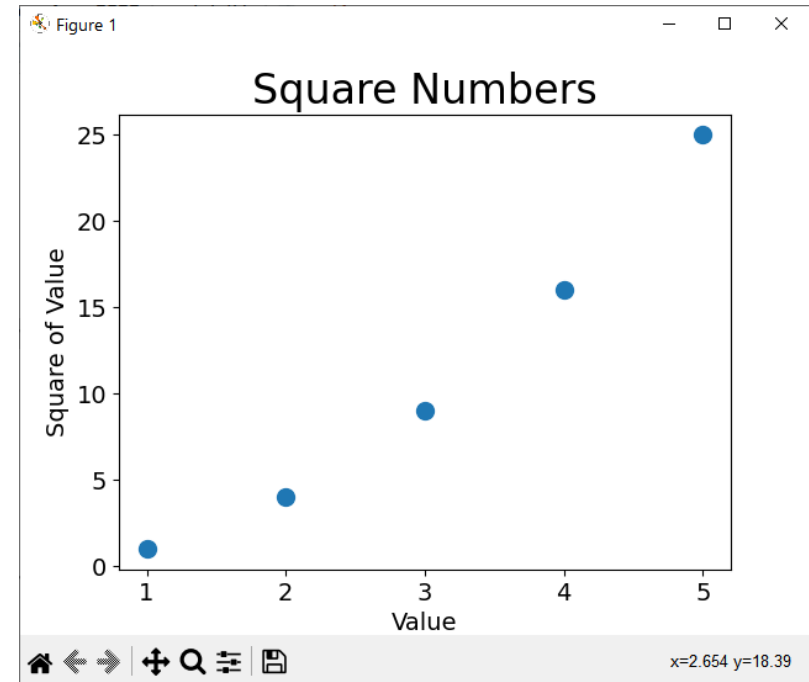 Figure 1
Square Numbers
Square of Value
25
20
15
10
5
0
1 2 3 4 5
Value
x=2.654 y=18.39